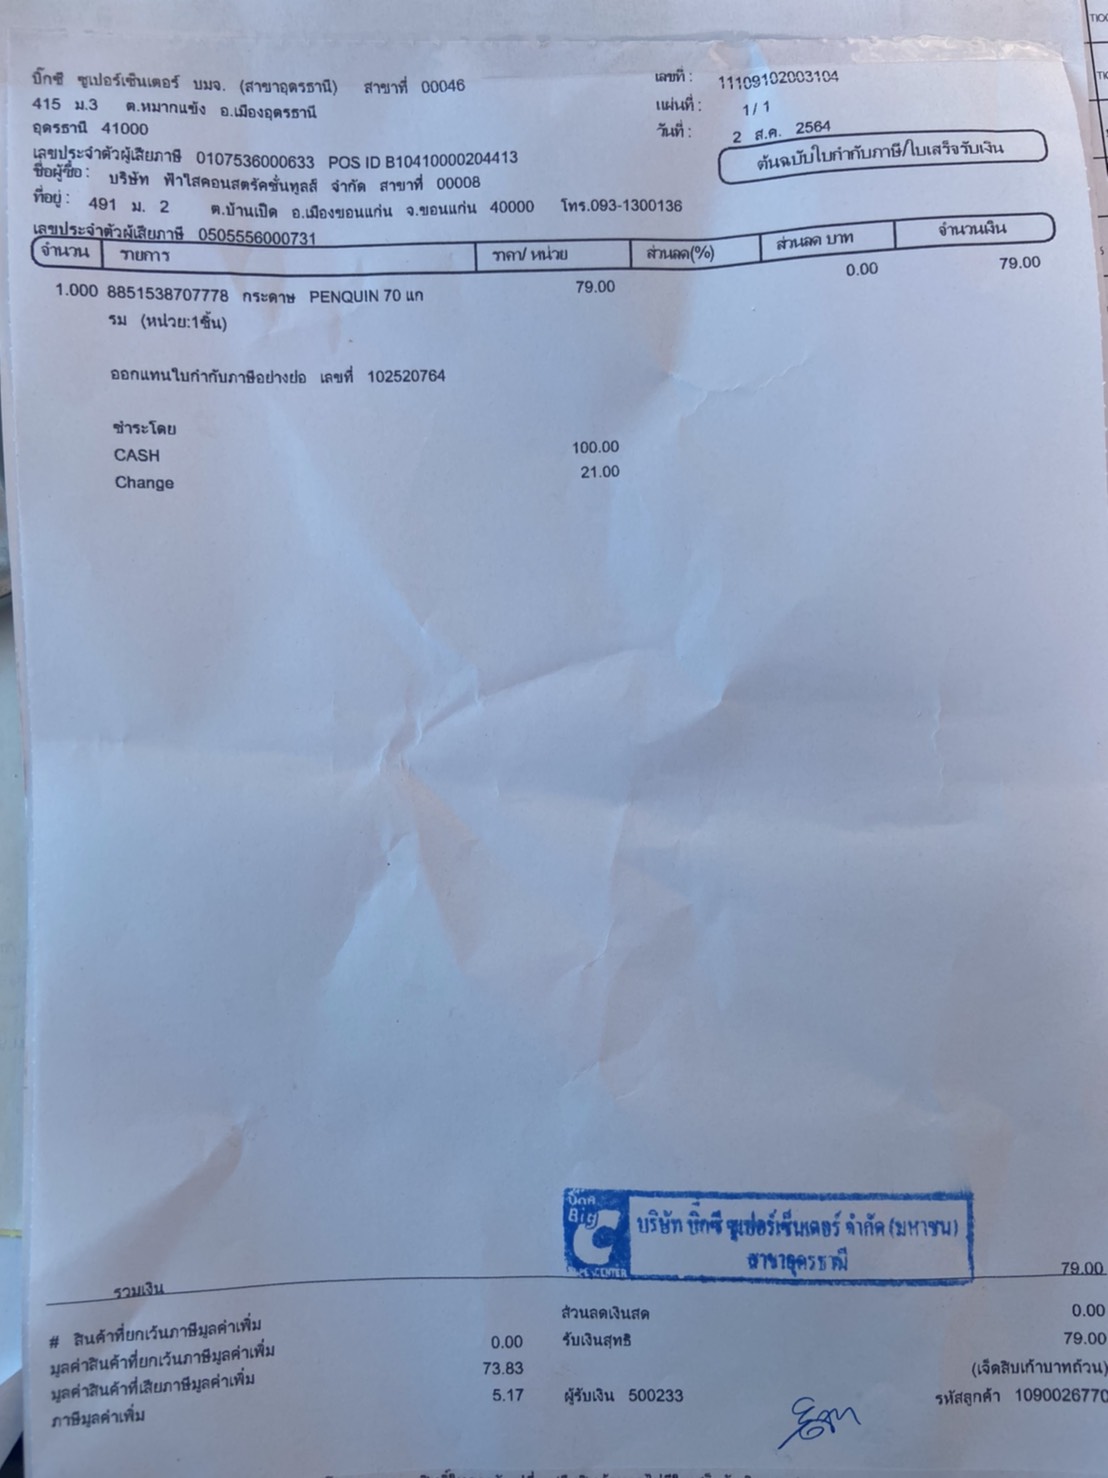 บิ๊กซี ซูเปอร์เซ็นเตอร์ บมจ. (สาขาอุดรธานี) สาขาที่ 00046
415 ม.3 ต.หมากแข้ง อ.เมืองอุดรธานี
อุดรธานี 41000
เลขที่ : 11109102003104
แผ่นที่ : 1/ 1
วันที่ : 2 ส.ค. 2564
ต้นฉบับใบกำกับภาษี/ใบเสร็จรับเงิน
เลขประจำตัวผู้เสียภาษี 0107536000633 POS ID B10410000204413
ชื่อผู้ซื้อ : บริษัท ฟ้าใสคอนสตรัคชั่นทูลส์ จำกัด สาขาที่ 00008
ที่อยู่ : 491 ม. 2 ต.บ้านเป็ด อ.เมืองขอนแก่น จ.ขอนแก่น 40000 โทร.093-1300136
เลขประจำตัวผู้เสียภาษี 0505556000731
จำนวน รายการ ราคา/ หน่วย ส่วนลด(%) ส่วนลด บาท จำนวนเงิน
1.000 8851538707778 กระดาษ PENQUIN 70 แก 79.00 0.00 79.00
รม (หน่วย:1ชิ้น)
ออกแทนใบกำกับภาษีอย่างย่อ เลขที่ 102520764
ชำระโดย
CASH 100.00
Change 21.00
บิ๊กซี
Big C
บริษัท บิ๊กซี ซูเปอร์เซ็นเตอร์ จำกัด (มหาชน)
สาขาอุดรธานี
รวมเงิน 79.00
# สินค้าที่ยกเว้นภาษีมูลค่าเพิ่ม ส่วนลดเงินสด 0.00
มูลค่าสินค้าที่ยกเว้นภาษีมูลค่าเพิ่ม 0.00 รับเงินสุทธิ 79.00
มูลค่าสินค้าที่เสียภาษีมูลค่าเพิ่ม 73.83 (เจ็ดสิบเก้าบาทถ้วน)
ภาษีมูลค่าเพิ่ม 5.17 ผู้รับเงิน 500233 รหัสลูกค้า 1090026770